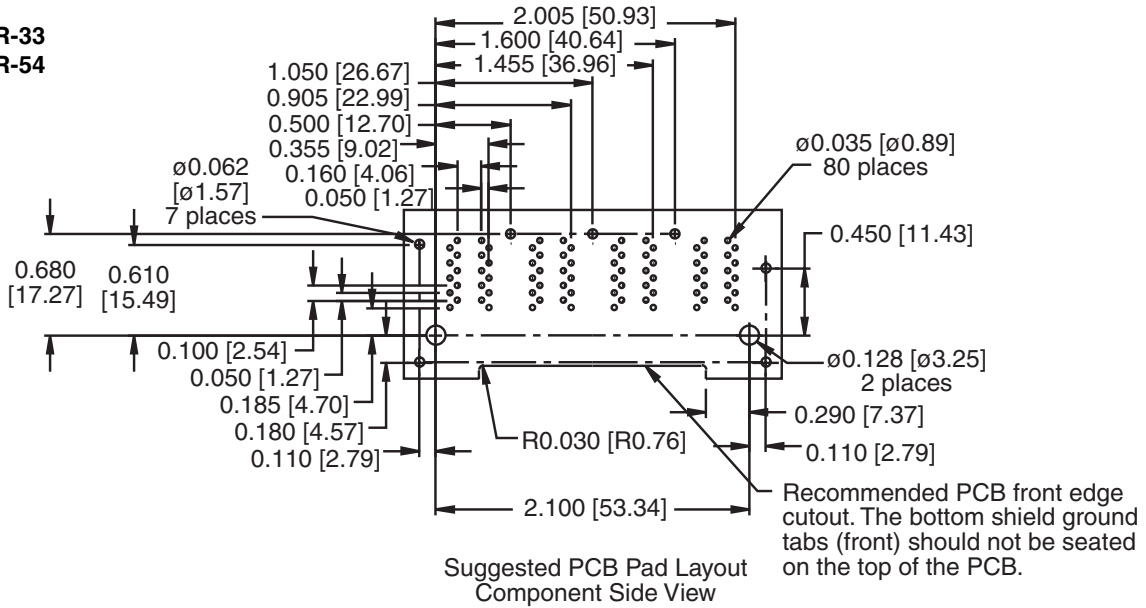 R-33
R-54
2.005 [50.93]
1.600 [40.64]
1.455 [36.96]
1.050 [26.67]
0.905 [22.99]
0.500 [12.70]
0.355 [9.02]
0.160 [4.06]
0.050 [1.27]
ø0.062
[ø1.57]
7 places
ø0.035 [ø0.89]
80 places
0.450 [11.43]
0.680
[17.27]
0.610
[15.49]
0.100 [2.54]
0.050 [1.27]
0.185 [4.70]
0.180 [4.57]
0.110 [2.79]
R0.030 [R0.76]
ø0.128 [ø3.25]
2 places
0.290 [7.37]
0.110 [2.79]
2.100 [53.34]
Recommended PCB front edge
cutout. The bottom shield ground
tabs (front) should not be seated
on the top of the PCB.
Suggested PCB Pad Layout
Component Side View